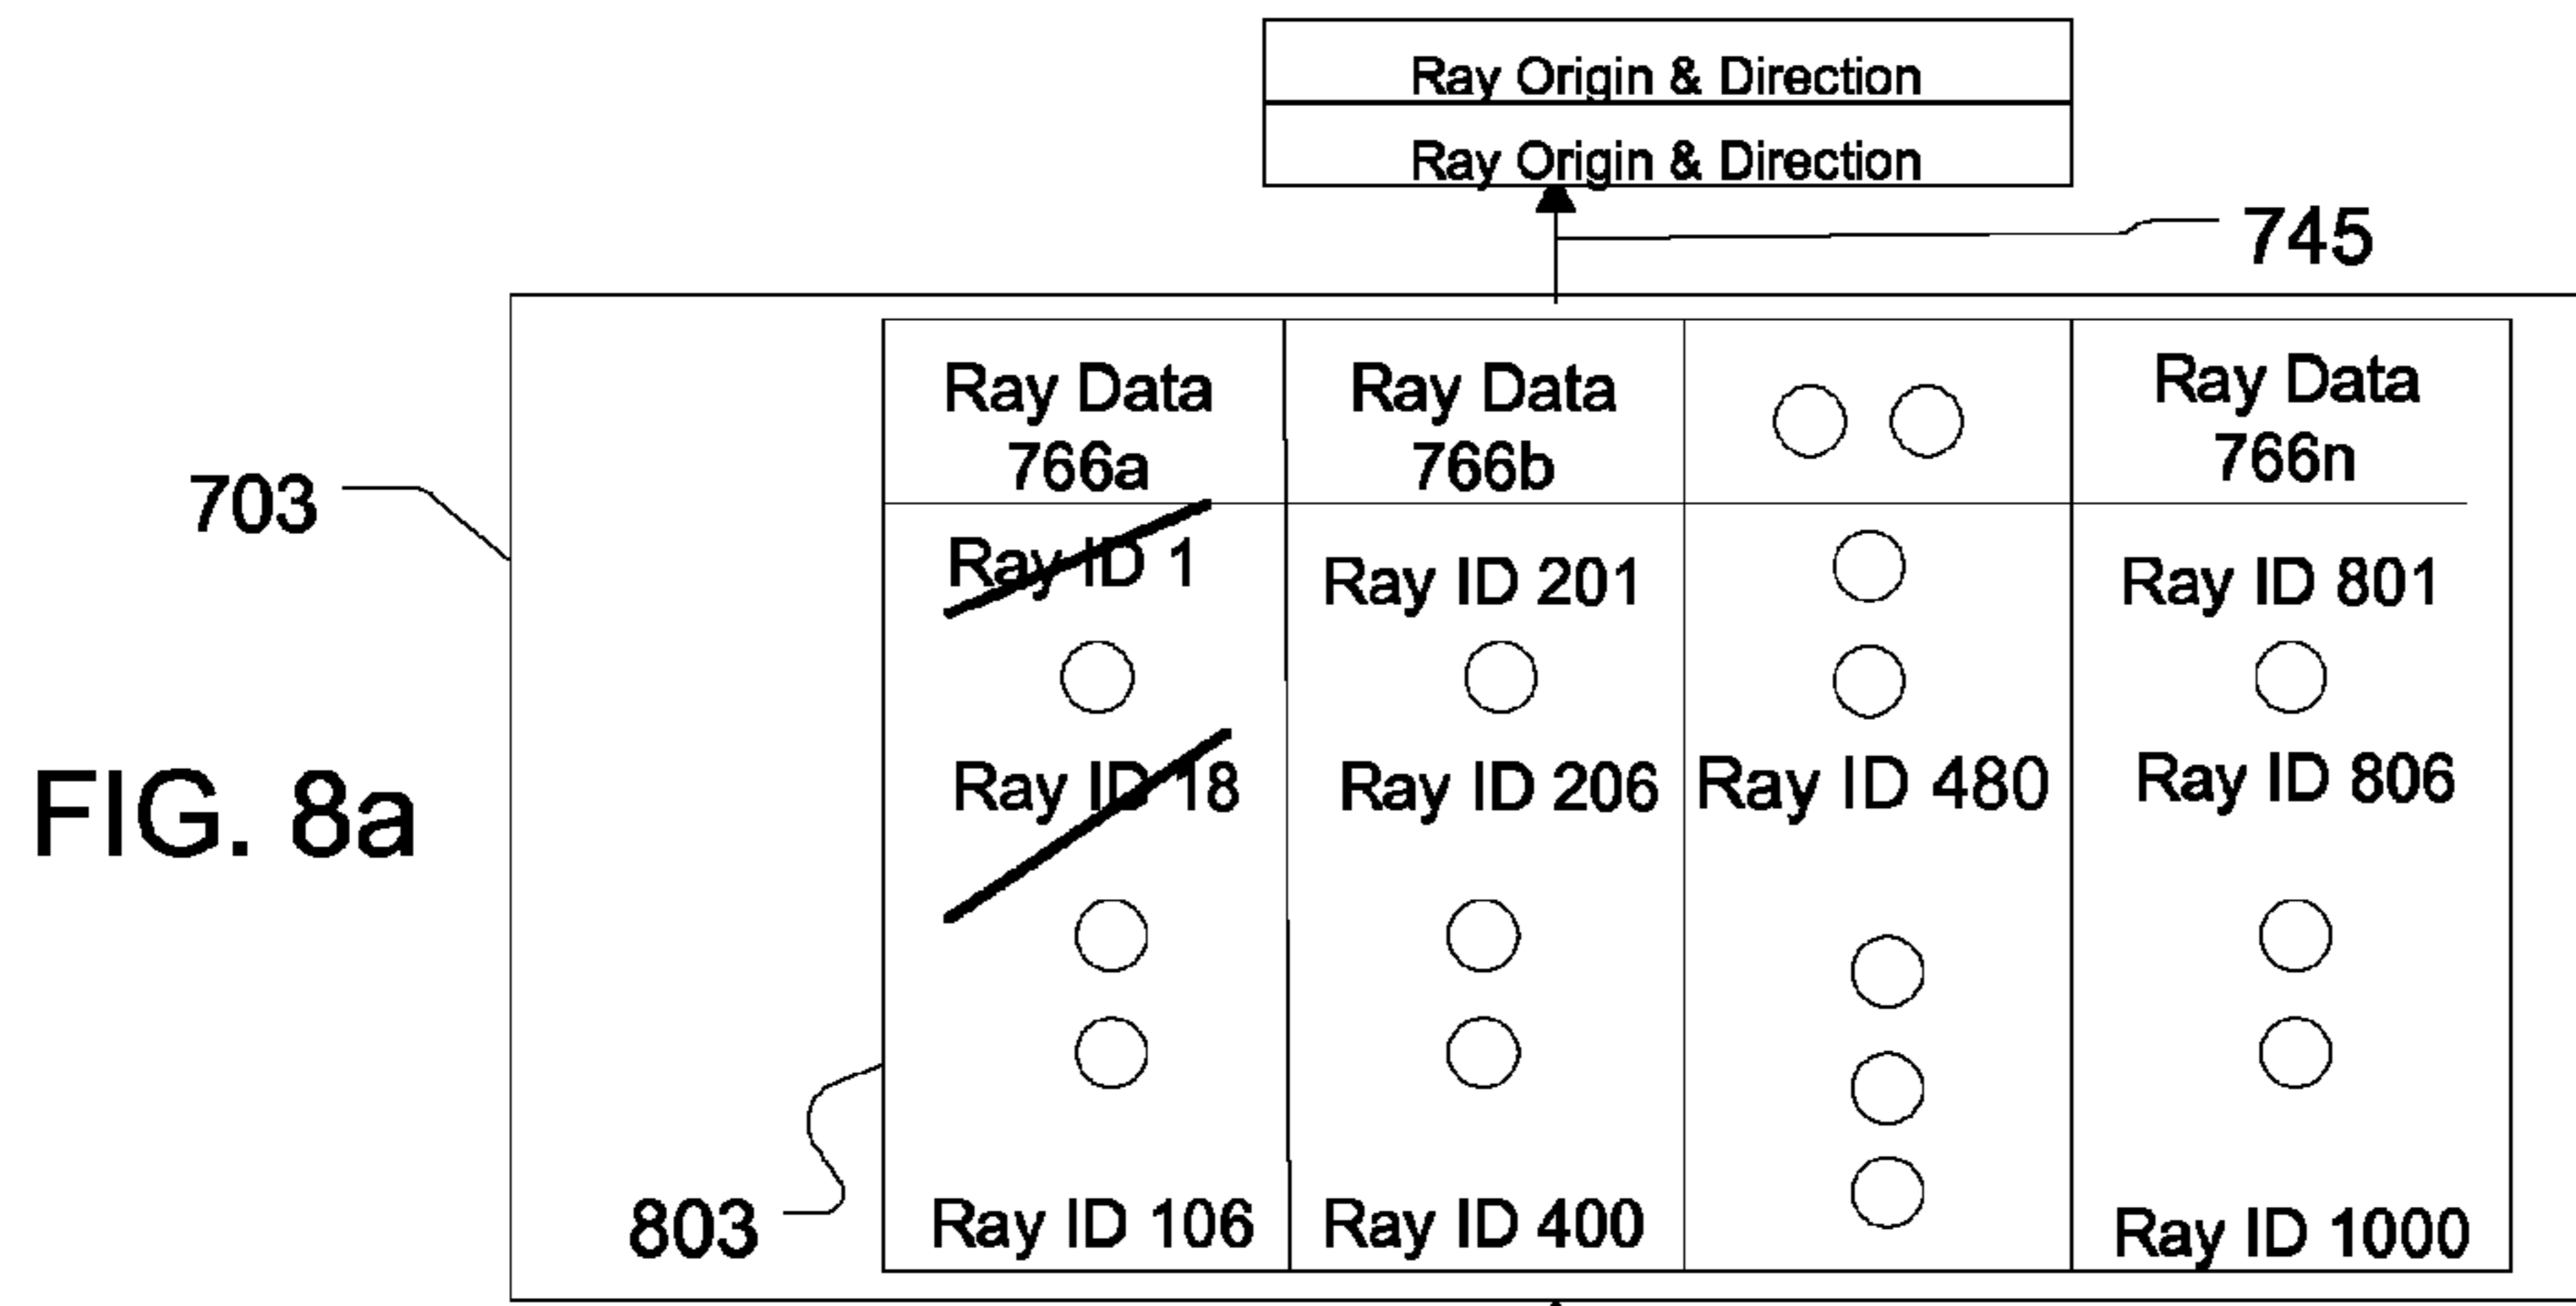 Ray Origin & Direction
Ray Origin & Direction
745
Ray Data 766a
Ray Data 766b
Ray Data 766n
703
Ray ID 1
Ray ID 201
Ray ID 801
FIG. 8a
Ray ID 18
Ray ID 206
Ray ID 480
Ray ID 806
803
Ray ID 106
Ray ID 400
Ray ID 1000